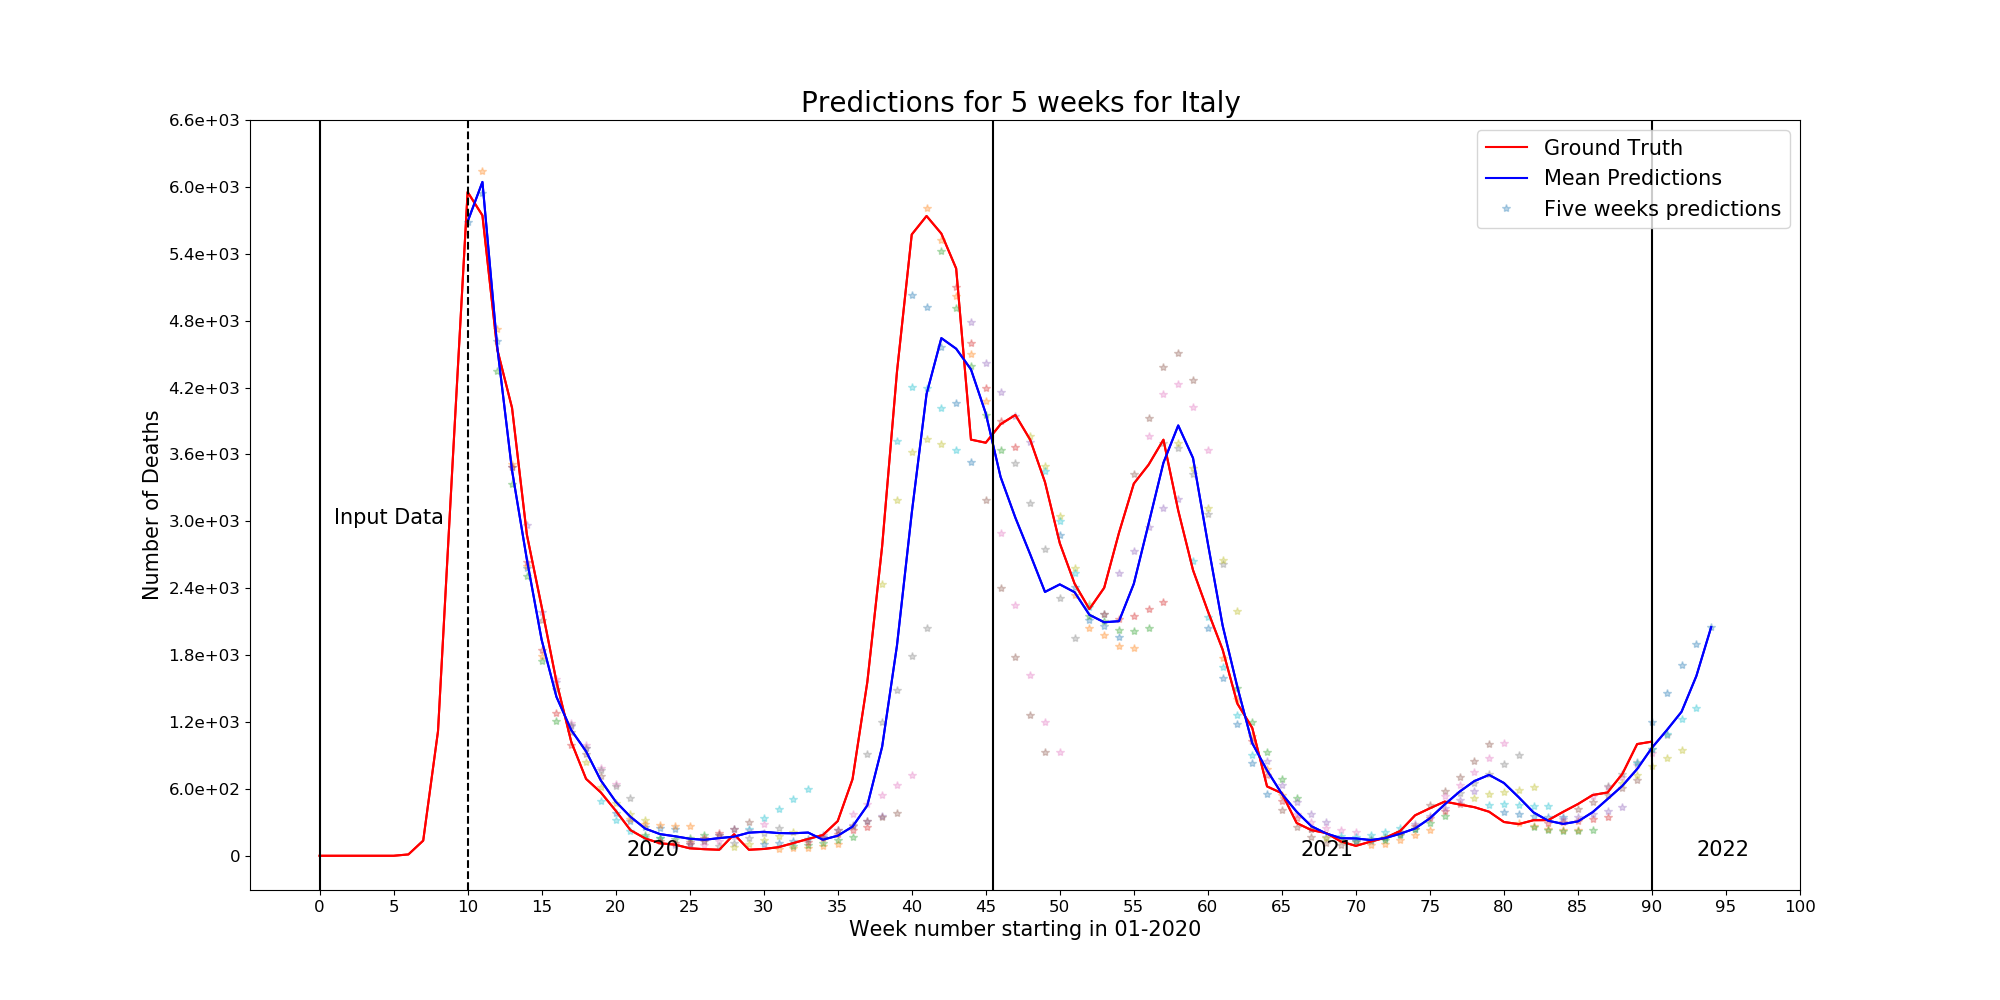 Predictions for 5 weeks for Italy
6.6e+03
6.0e+03
5.4e+03
4.8e+03
4.2e+03
3.6e+03
3.0e+03
2.4e+03
1.8e+03
1.2e+03
6.0e+02
0
Number of Deaths
Ground Truth
Mean Predictions
Five weeks predictions
Input Data
2020
2021
2022
0 5 10 15 20 25 30 35 40 45 50 55 60 65 70 75 80 85 90 95 100
Week number starting in 01-2020